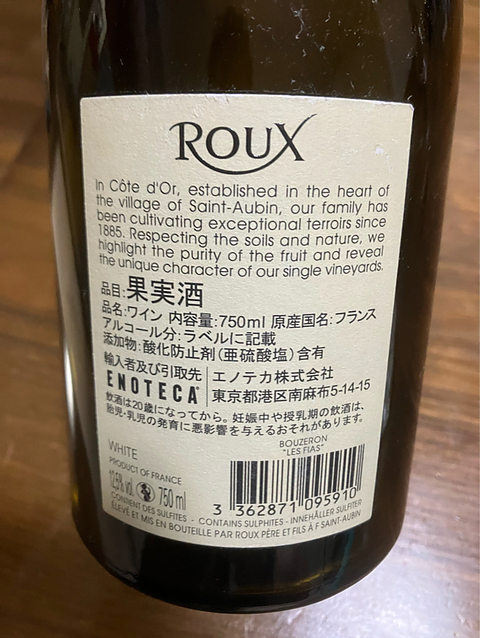 ROUX
In Côte d'Or, established in the heart of
the village of Saint-Aubin, our family has
been cultivating exceptional terroirs since
1885. Respecting the soils and nature, we
highlight the purity of the fruit and reveal
the unique character of our single vineyards.
品目:果実酒
品名:ワイン 内容量:750ml 原産国名:フランス
アルコール分:ラベルに記載
添加物:酸化防止剤(亜硫酸塩)含有
輸入者及び引取先
ENOTECA
エノテカ株式会社
東京都港区南麻布5-14-15
飲酒は20歳になってから。妊娠中や授乳期の飲酒は、
胎児・乳児の発育に悪影響を与えるおそれがあります。
BOUZERON
"LES FIAS"
WHITE
PRODUCT OF FRANCE
12,5% vol. 750 ml
3 362871 095910
CONTIENT DES SULFITES - CONTAINS SULPHITES - INNEHÅLLER SULFITER
ÉLEVÉ ET MIS EN BOUTEILLE PAR ROUX PÈRE ET FILS À F SAINT-AUBIN